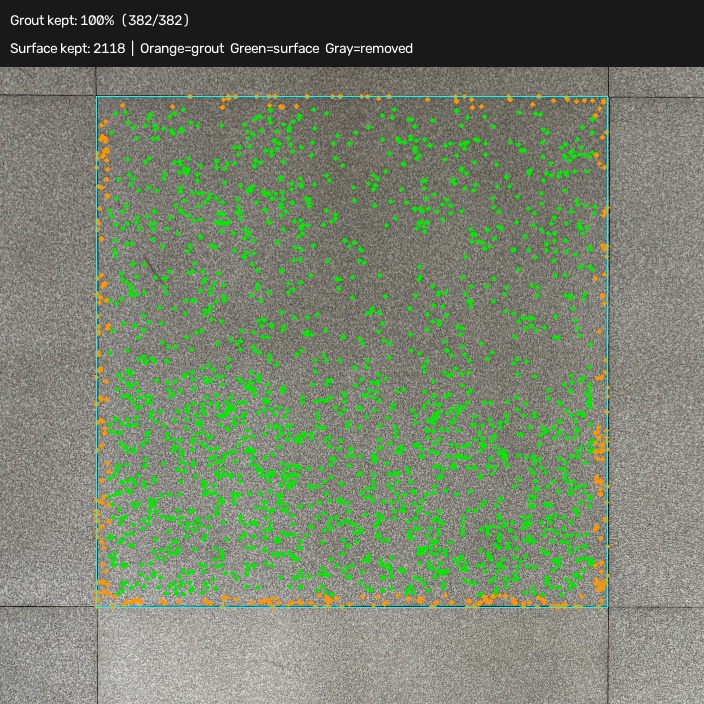 Grout kept: 100% (382/382)
Surface kept: 2118 | Orange=grout Green=surface Gray=removed